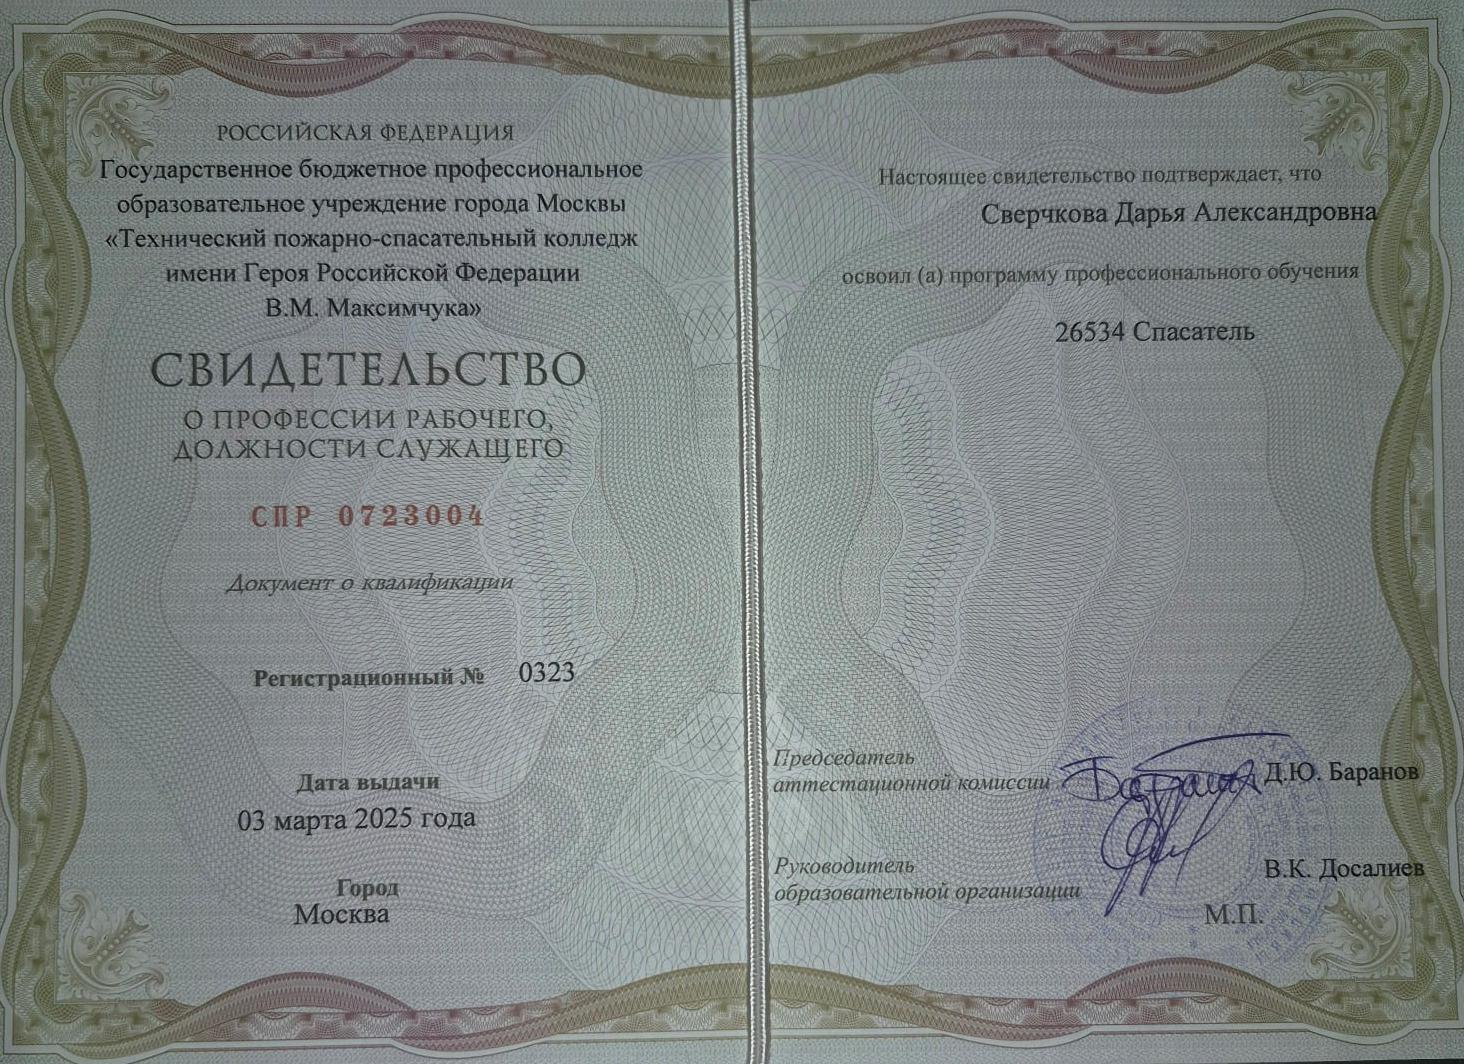 РОССИЙСКАЯ ФЕДЕРАЦИЯ
Государственное бюджетное профессиональное
образовательное учреждение города Москвы
«Технический пожарно-спасательный колледж
имени Героя Российской Федерации
В.М. Максимчука»
СВИДЕТЕЛЬСТВО
О ПРОФЕССИИ РАБОЧЕГО,
ДОЛЖНОСТИ СЛУЖАЩЕГО
СПР 0723004
Документ о квалификации
Регистрационный № 0323
Дата выдачи
03 марта 2025 года
Город
Москва
Настоящее свидетельство подтверждает, что
Сверчкова Дарья Александровна
освоил (а) программу профессионального обучения
26534 Спасатель
Председатель
аттестационной комиссии Д.Ю. Баранов
Руководитель
образовательной организации В.К. Досалиев
М.П.